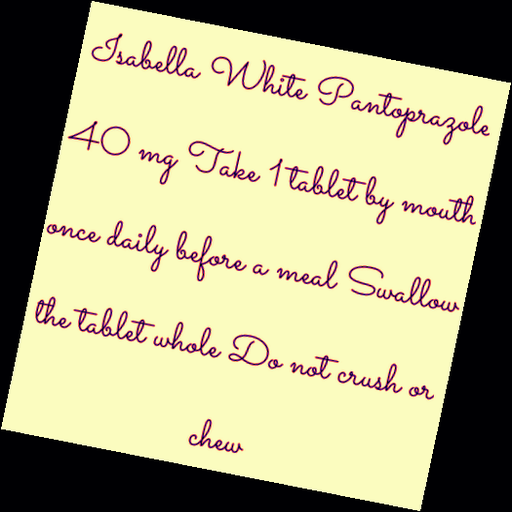 Isabella White Pantoprazole
40 mg Take 1 tablet by mouth
once daily before a meal Swallow
the tablet whole Do not crush or
chew